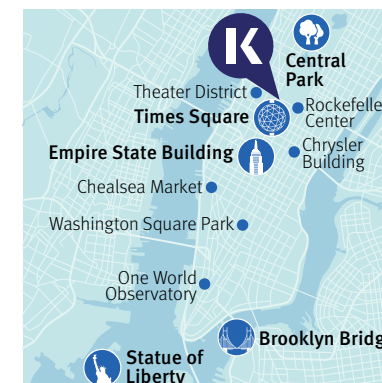 K
Central
Park
Theater District
Times Square
Rockefelle
Center
Empire State Building
Chrysler
Building
Chealsea Market
Washington Square Park
One World
Observatory
Brooklyn Bridg
Statue of
Liberty